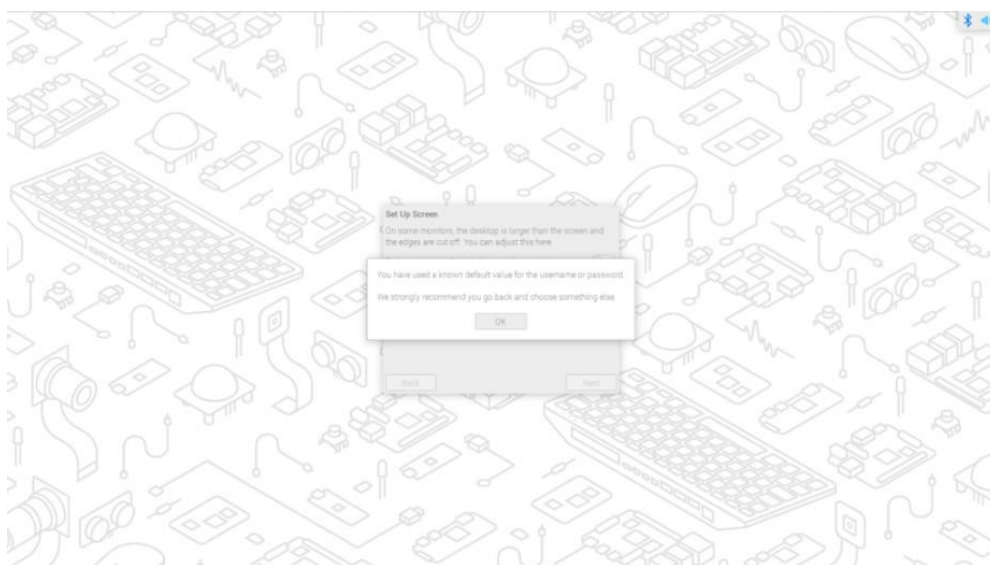 Set Up Screen
On some monitors, the desktop is larger than the screen and
the edges are cut off. You can adjust this here.
You have used a known default value for the username or password.
We strongly recommend you go back and choose something else.
OK
Back
Next